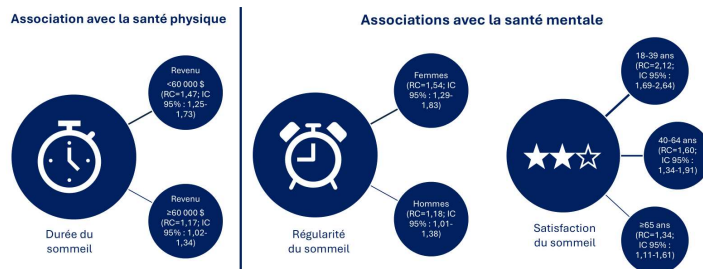 Association avec la santé physique
Associations avec la santé mentale
Revenu
<60 000 $
(RC=1,47; IC
95% : 1,25-
1,73)
Revenu
≥60 000 $
(RC=1,17; IC
95% : 1,02-
1,34)
Durée du
sommeil
Femmes
(RC=1,54; IC
95% : 1,29-
1,83)
Hommes
(RC=1,18; IC
95% : 1,01-
1,38)
Régularité
du sommeil
18-39 ans
(RC=2,12;
IC 95% :
1,69-2,64)
40-64 ans
(RC=1,60;
IC 95% :
1,34-1,91)
≥65 ans
(RC=1,34;
IC 95% :
1,11-1,61)
Satisfaction
du sommeil